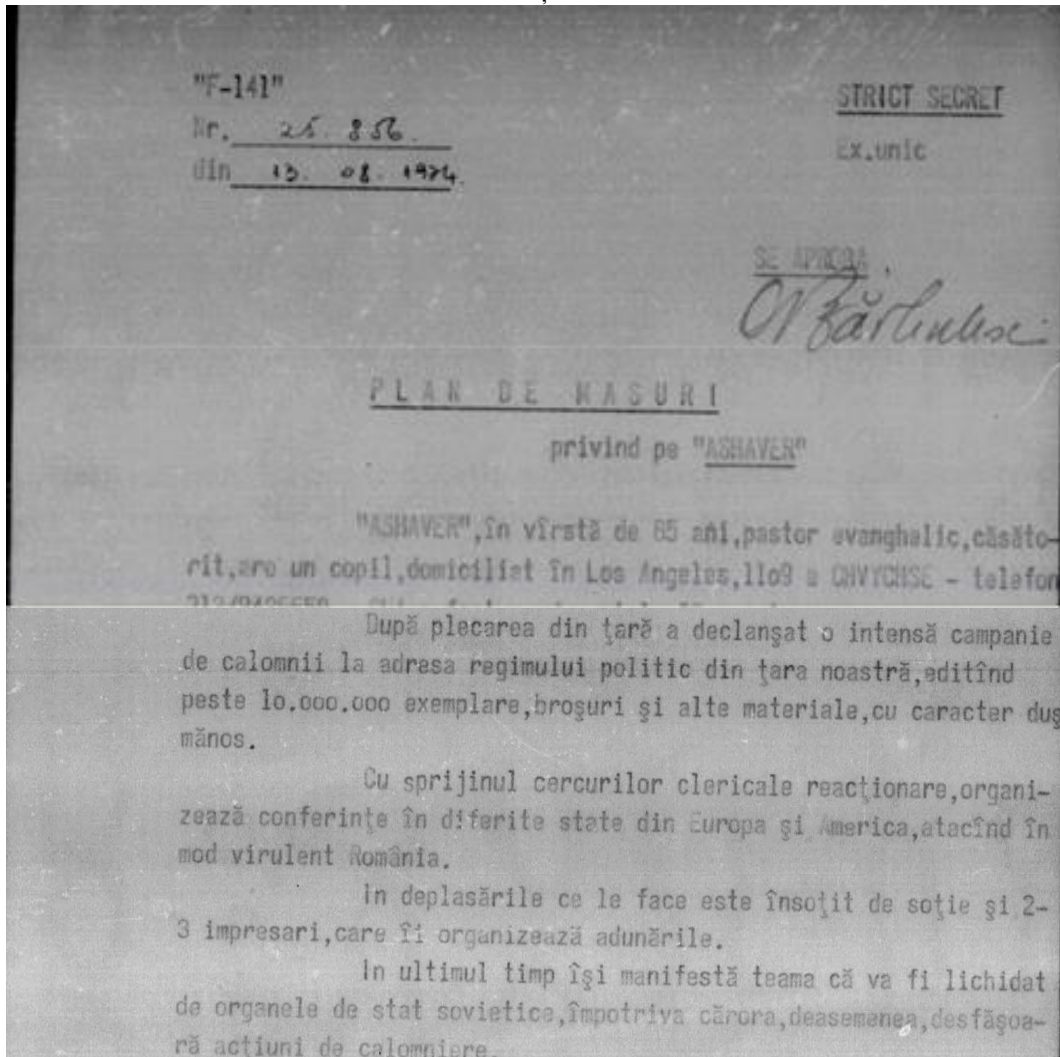 "F-141"
Nr. 25.856.
din 13.08.1974.
STRICT SECRET
Ex.unic
SE APROBA
PLAN DE MASURI
privind pe "ASHAVER"
"ASHAVER",în vîrstă de 65 ani,pastor evanghelic,căsăto-
rit,are un copil,domiciliat în Los Angeles,11o9 e CHVYCHSE - telefon
După plecarea din ţară a declanşat o intensă campanie
de calomnii la adresa regimului politic din ţara noastră,editînd
peste 1o.ooo.ooo exemplare,broşuri şi alte materiale,cu caracter duş
mănos.
Cu sprijinul cercurilor clericale reacţionare,organi-
zează conferinţe în diferite state din Europa şi America,atacînd în
mod virulent România.
In deplasările ce le face este însoţit de soţie şi 2-
3 impresari,care îi organizează adunările.
In ultimul timp îşi manifestă teama că va fi lichidat
de organele de stat sovietice,împotriva cărora,deasemenea,desfăşoa-
ră acţiuni de calomniere.